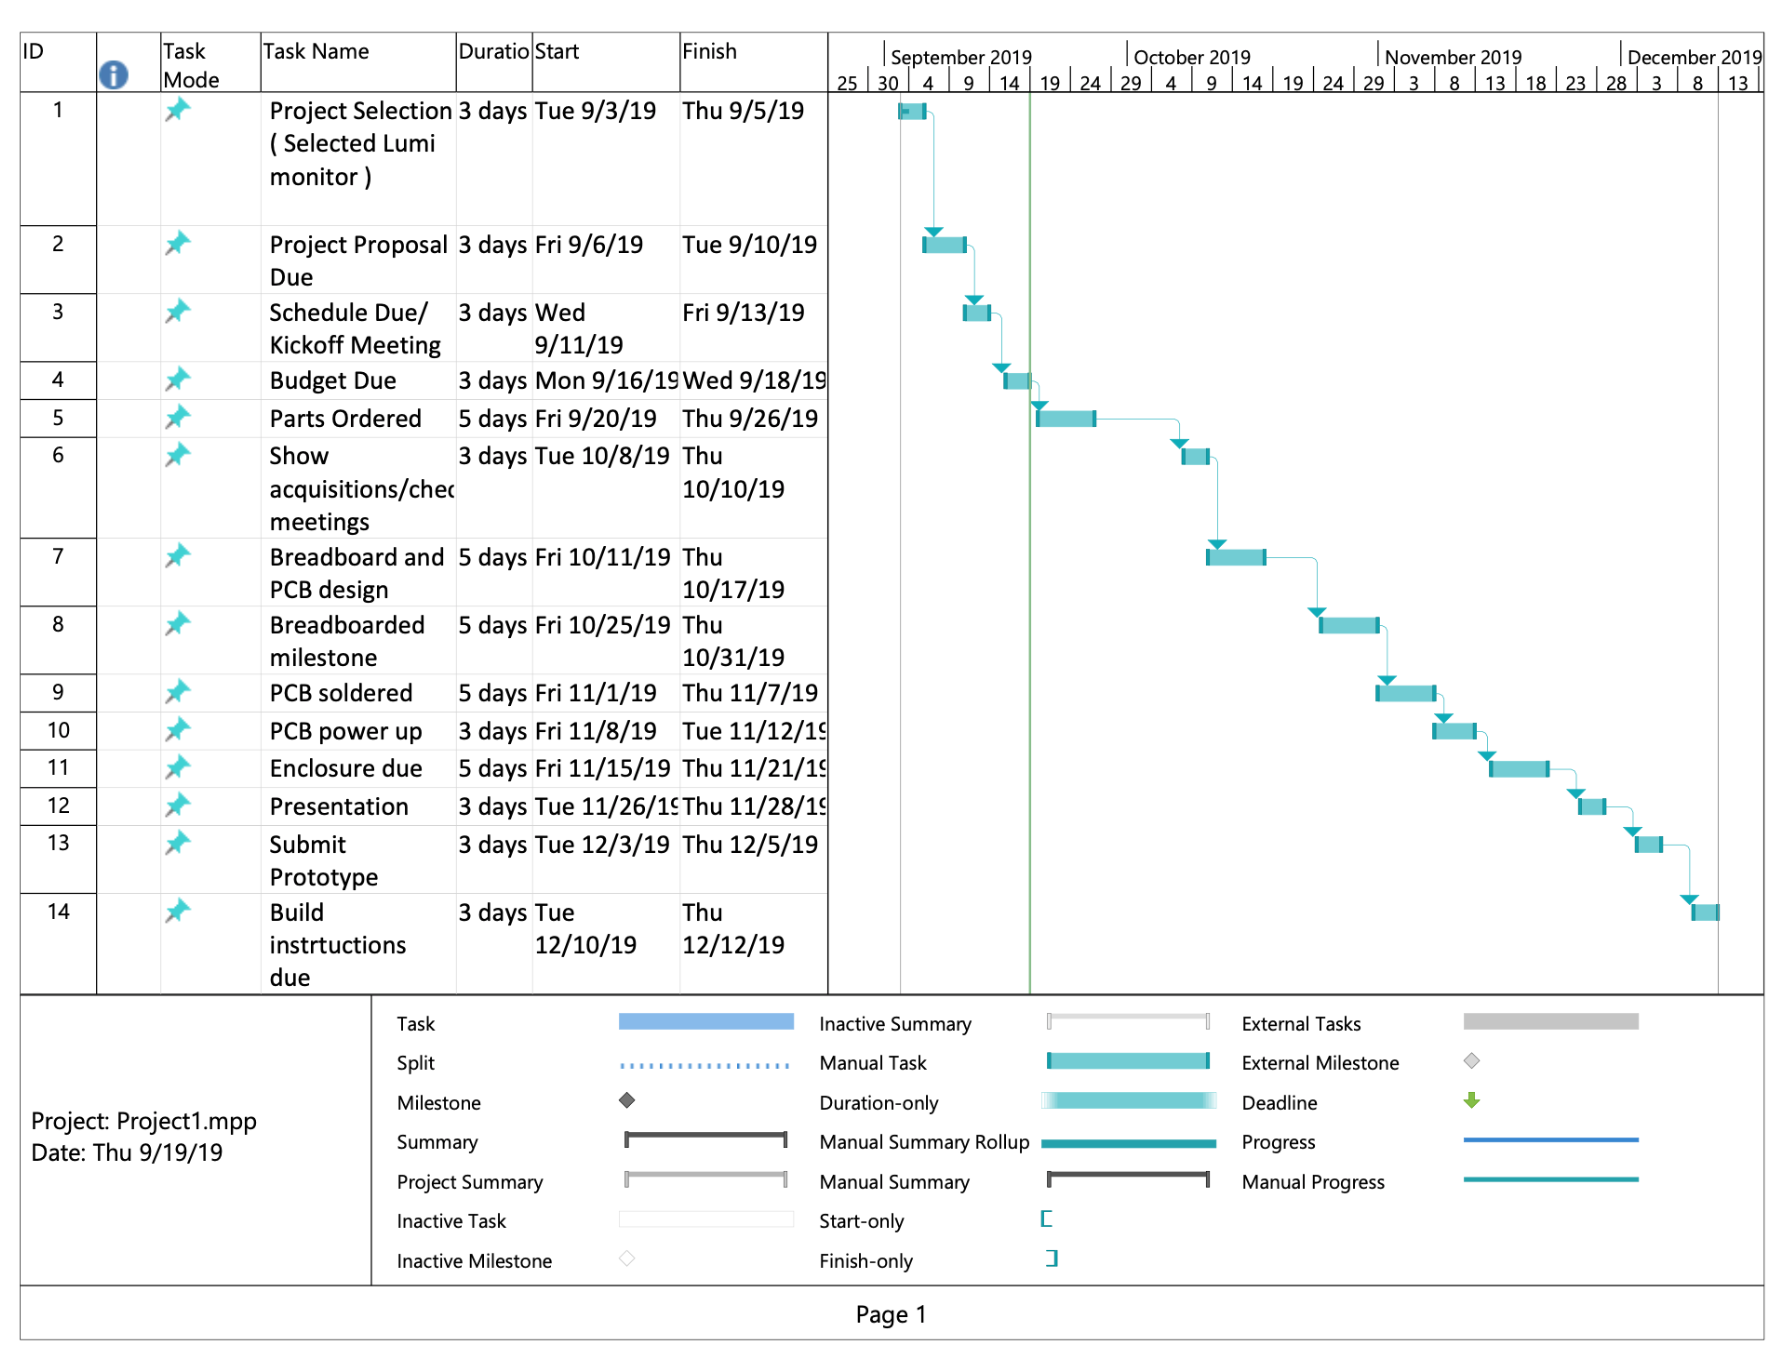 ID Task Mode Task Name Duratio Start Finish
September 2019 October 2019 November 2019 December 2019
25 30 4 9 14 19 24 29 4 9 14 19 24 29 3 8 13 18 23 28 3 8 13
1 Project Selection 3 days Tue 9/3/19 Thu 9/5/19
( Selected Lumi
monitor )
2 Project Proposal 3 days Fri 9/6/19 Tue 9/10/19
Due
3 Schedule Due/ 3 days Wed Fri 9/13/19
Kickoff Meeting 9/11/19
4 Budget Due 3 days Mon 9/16/19 Wed 9/18/19
5 Parts Ordered 5 days Fri 9/20/19 Thu 9/26/19
6 Show 3 days Tue 10/8/19 Thu
acquisitions/chec 10/10/19
meetings
7 Breadboard and 5 days Fri 10/11/19 Thu
PCB design 10/17/19
8 Breadboarded 5 days Fri 10/25/19 Thu
milestone 10/31/19
9 PCB soldered 5 days Fri 11/1/19 Thu 11/7/19
10 PCB power up 3 days Fri 11/8/19 Tue 11/12/19
11 Enclosure due 5 days Fri 11/15/19 Thu 11/21/19
12 Presentation 3 days Tue 11/26/19 Thu 11/28/19
13 Submit 3 days Tue 12/3/19 Thu 12/5/19
Prototype
14 Build 3 days Tue Thu
instrtuctions 12/10/19 12/12/19
due
Project: Project1.mpp
Date: Thu 9/19/19
Task
Split
Milestone
Summary
Project Summary
Inactive Task
Inactive Milestone
Inactive Summary
Manual Task
Duration-only
Manual Summary Rollup
Manual Summary
Start-only
Finish-only
External Tasks
External Milestone
Deadline
Progress
Manual Progress
Page 1